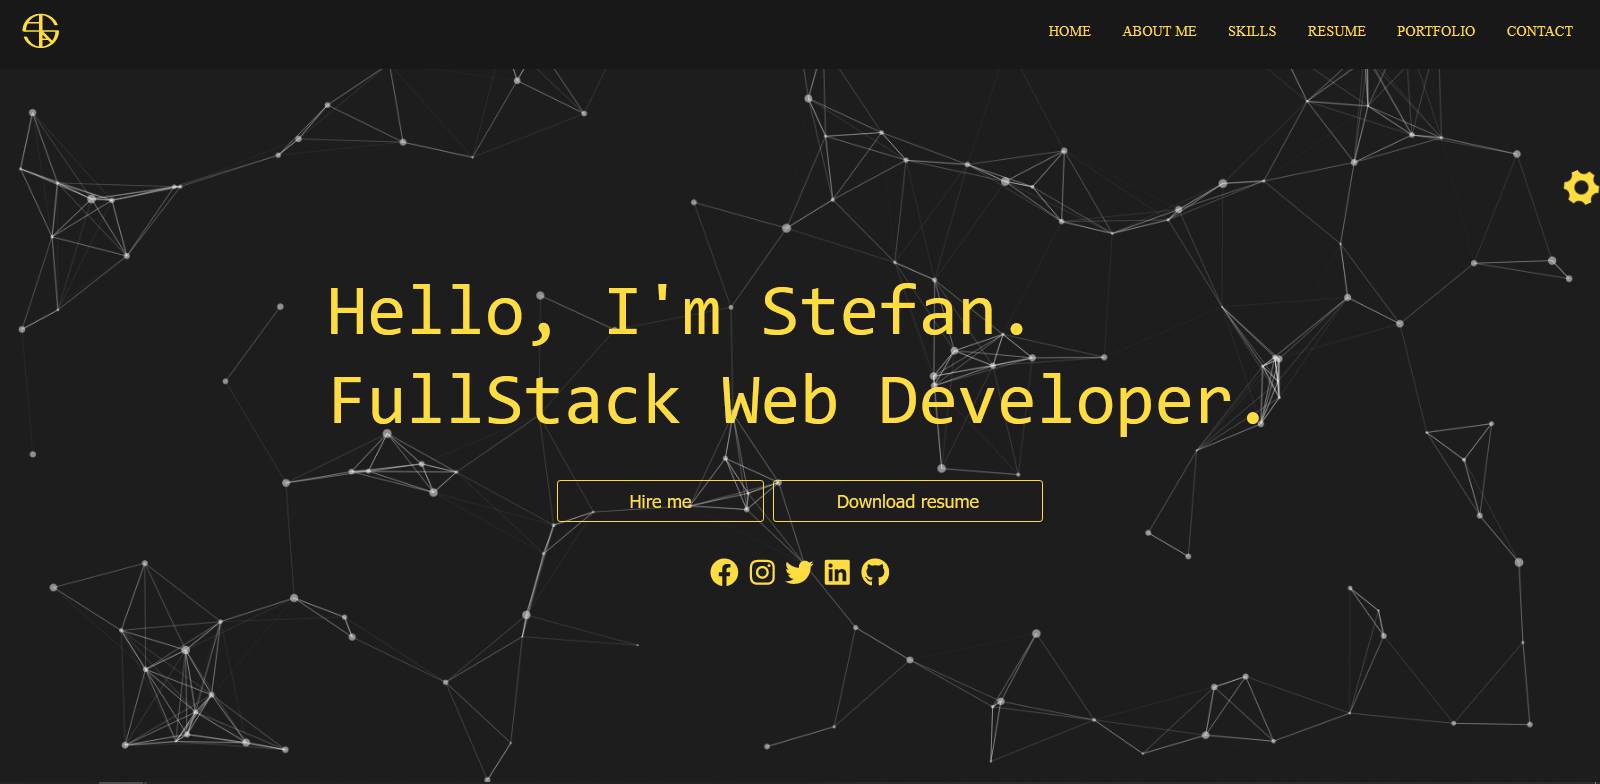 HOME ABOUT ME SKILLS RESUME PORTFOLIO CONTACT
Hello, I'm Stefan.
FullStack Web Developer.
Hire me Download resume